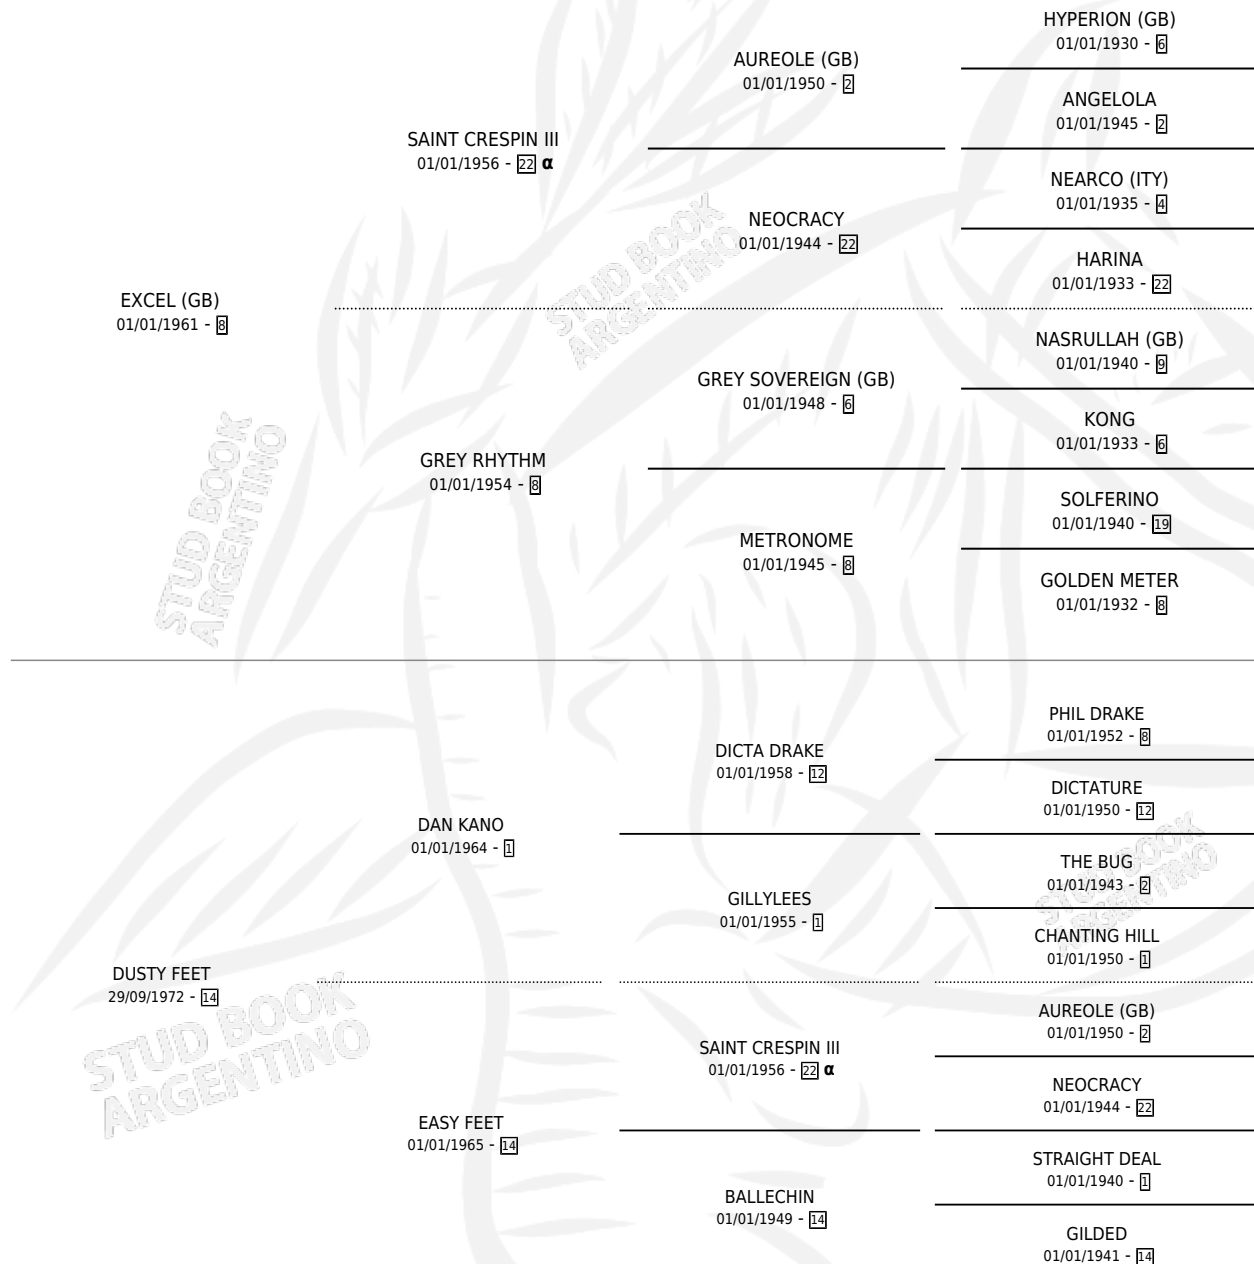 HYPERION (GB)
01/01/1930 - 6
AUREOLE (GB)
01/01/1950 - 2
ANGELOLA
01/01/1945 - 2
SAINT CRESPIN III
01/01/1956 - 22 α
NEARCO (ITY)
01/01/1935 - 4
NEOCRACY
01/01/1944 - 22
HARINA
01/01/1933 - 22
EXCEL (GB)
01/01/1961 - 8
NASRULLAH (GB)
01/01/1940 - 9
GREY SOVEREIGN (GB)
01/01/1948 - 6
KONG
01/01/1933 - 6
GREY RHYTHM
01/01/1954 - 8
SOLFERINO
01/01/1940 - 19
METRONOME
01/01/1945 - 8
GOLDEN METER
01/01/1932 - 8
PHIL DRAKE
01/01/1952 - 8
DICTA DRAKE
01/01/1958 - 12
DICTATURE
01/01/1950 - 12
DAN KANO
01/01/1964 - 1
THE BUG
01/01/1943 - 2
GILLYLEES
01/01/1955 - 1
CHANTING HILL
01/01/1950 - 1
DUSTY FEET
29/09/1972 - 14
AUREOLE (GB)
01/01/1950 - 2
SAINT CRESPIN III
01/01/1956 - 22 α
NEOCRACY
01/01/1944 - 22
EASY FEET
01/01/1965 - 14
STRAIGHT DEAL
01/01/1940 - 1
BALLECHIN
01/01/1949 - 14
GILDED
01/01/1941 - 14
STUD BOOK
ARGENTINO
STUD BOOK
ARGENTINO
STUD BOOK
ARGENTINO
STUD BOOK
ARGENTINO